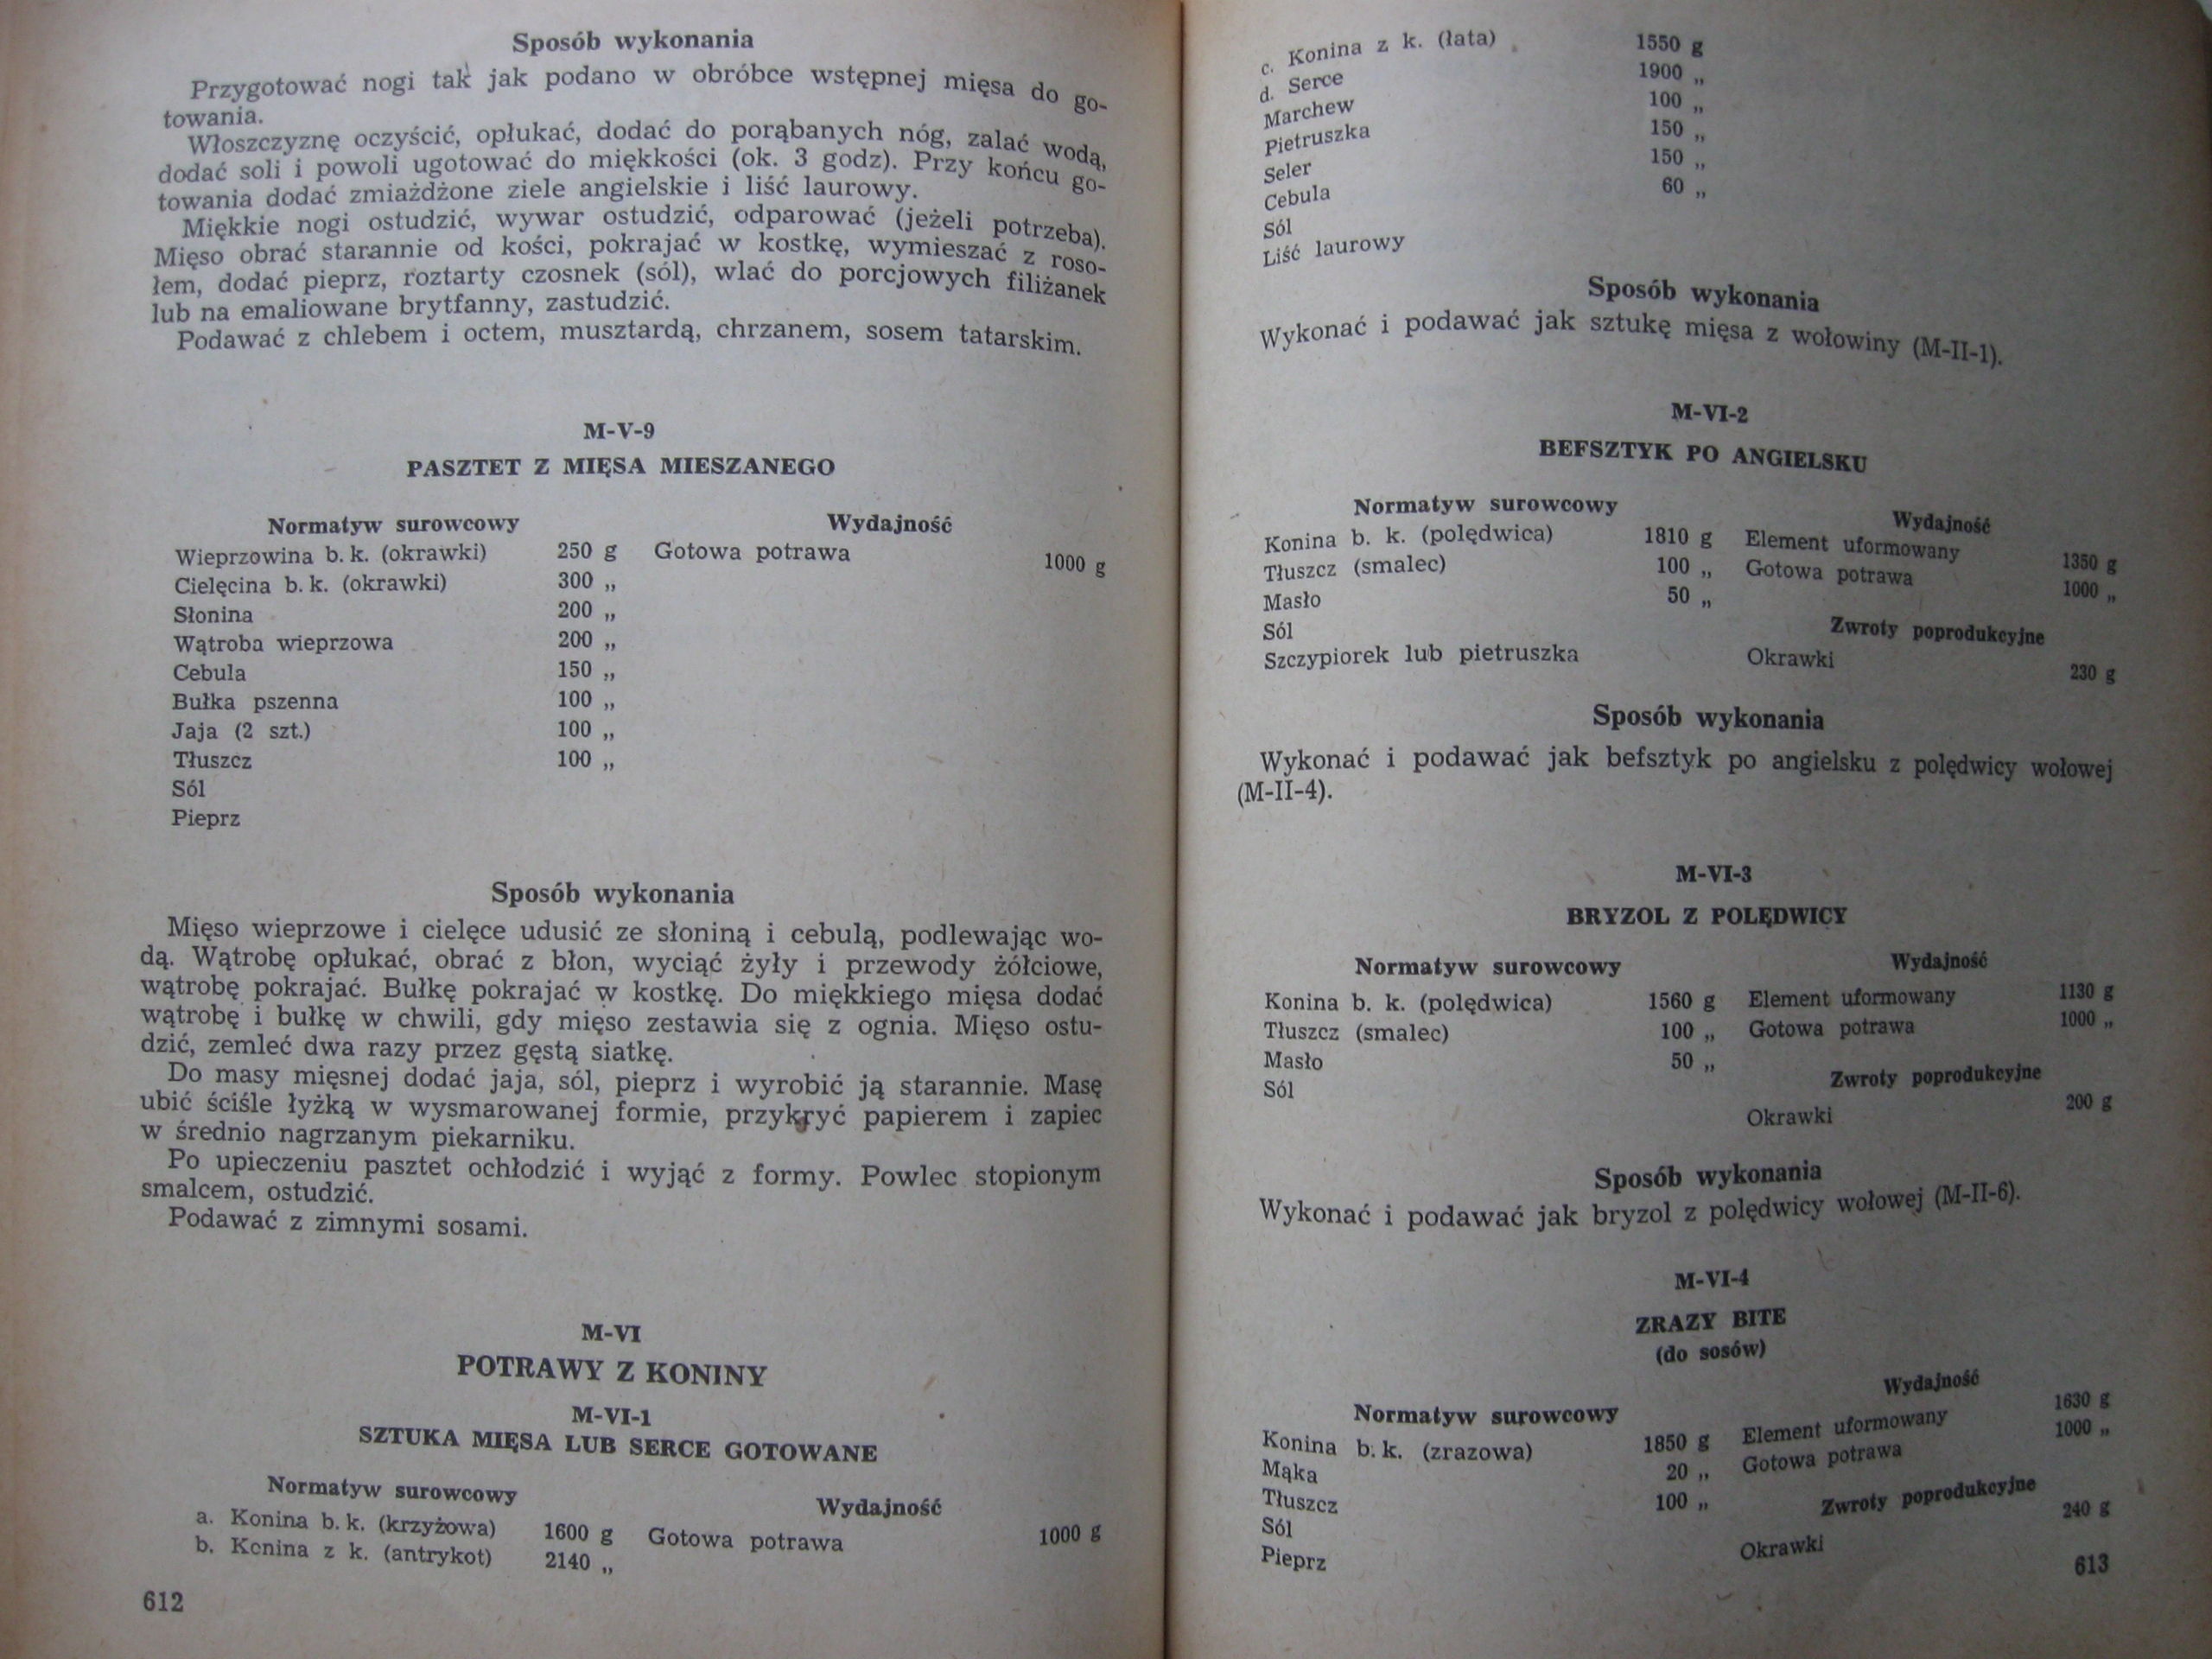 Sposób wykonania
Przygotować nogi tak jak podano w obróbce wstępnej mięsa do go-
towania.
Włoszczyznę oczyścić, opłukać, dodać do porąbanych nóg, zalać wodą,
dodać soli i powoli ugotować do miękkości (ok. 3 godz). Przy końcu go-
towania dodać zmiażdżone ziele angielskie i liść laurowy.
Miękkie nogi ostudzić, wywar ostudzić, odparować (jeżeli potrzeba).
Mięso obrać starannie od kości, pokrajać w kostkę, wymieszać z roso-
łem, dodać pieprz, roztarty czosnek (sól), wlać do porcjowych filiżanek
lub na emaliowane brytfanny, zastudzić.
Podawać z chlebem i octem, musztardą, chrzanem, sosem tatarskim.
M-V-9
PASZTET Z MIĘSA MIESZANEGO
Normatyw surowcowy Wydajność
Wieprzowina b. k. (okrawki) 250 g Gotowa potrawa 1000 g
Cielęcina b. k. (okrawki) 300 „
Słonina 200 „
Wątroba wieprzowa 200 „
Cebula 150 „
Bułka pszenna 100 „
Jaja (2 szt.) 100 „
Tłuszcz 100 „
Sól
Pieprz
Sposób wykonania
Mięso wieprzowe i cielęce udusić ze słoniną i cebulą, podlewając wo-
dą. Wątrobę opłukać, obrać z błon, wyciąć żyły i przewody żółciowe,
wątrobę pokrajać. Bułkę pokrajać w kostkę. Do miękkiego mięsa dodać
wątrobę i bułkę w chwili, gdy mięso zestawia się z ognia. Mięso ostu-
dzić, zemleć dwa razy przez gęstą siatkę.
Do masy mięsnej dodać jaja, sól, pieprz i wyrobić ją starannie. Masę
ubić ściśle łyżką w wysmarowanej formie, przykryć papierem i zapiec
w średnio nagrzanym piekarniku.
Po upieczeniu pasztet ochłodzić i wyjąć z formy. Powlec stopionym
smalcem, ostudzić.
Podawać z zimnymi sosami.
M-VI
POTRAWY Z KONINY
M-VI-1
SZTUKA MIĘSA LUB SERCE GOTOWANE
Normatyw surowcowy Wydajność
a. Konina b. k. (krzyżowa) 1600 g Gotowa potrawa 1000 g
b. Konina z k. (antrykot) 2140 „
612
c. Konina z k. (łata) 1550 g
d. Serce 1900 „
Marchew 100 „
Pietruszka 150 „
Seler 150 „
Cebula 60 „
Sól
Liść laurowy
Sposób wykonania
Wykonać i podawać jak sztukę mięsa z wołowiny (M-II-1).
M-VI-2
BEFSZTYK PO ANGIELSKU
Normatyw surowcowy Wydajność
Konina b. k. (polędwica) 1810 g Element uformowany 1350 g
Tłuszcz (smalec) 100 „ Gotowa potrawa 1000 „
Masło 50 „
Sól Zwroty poprodukcyjne
Szczypiorek lub pietruszka Okrawki 230 g
Sposób wykonania
Wykonać i podawać jak befsztyk po angielsku z polędwicy wołowej
(M-II-4).
M-VI-3
BRYZOL Z POLĘDWICY
Normatyw surowcowy Wydajność
Konina b. k. (polędwica) 1560 g Element uformowany 1130 g
Tłuszcz (smalec) 100 „ Gotowa potrawa 1000 „
Masło 50 „
Sól Zwroty poprodukcyjne
Okrawki 200 g
Sposób wykonania
Wykonać i podawać jak bryzol z polędwicy wołowej (M-II-6).
M-VI-4
ZRAZY BITE
(do sosów)
Normatyw surowcowy Wydajność
Konina b. k. (zrazowa) 1850 g Element uformowany 1630 g
Mąka 20 „ Gotowa potrawa 1000 „
Tłuszcz 100 „
Sól Zwroty poprodukcyjne
Pieprz Okrawki 240 g
613